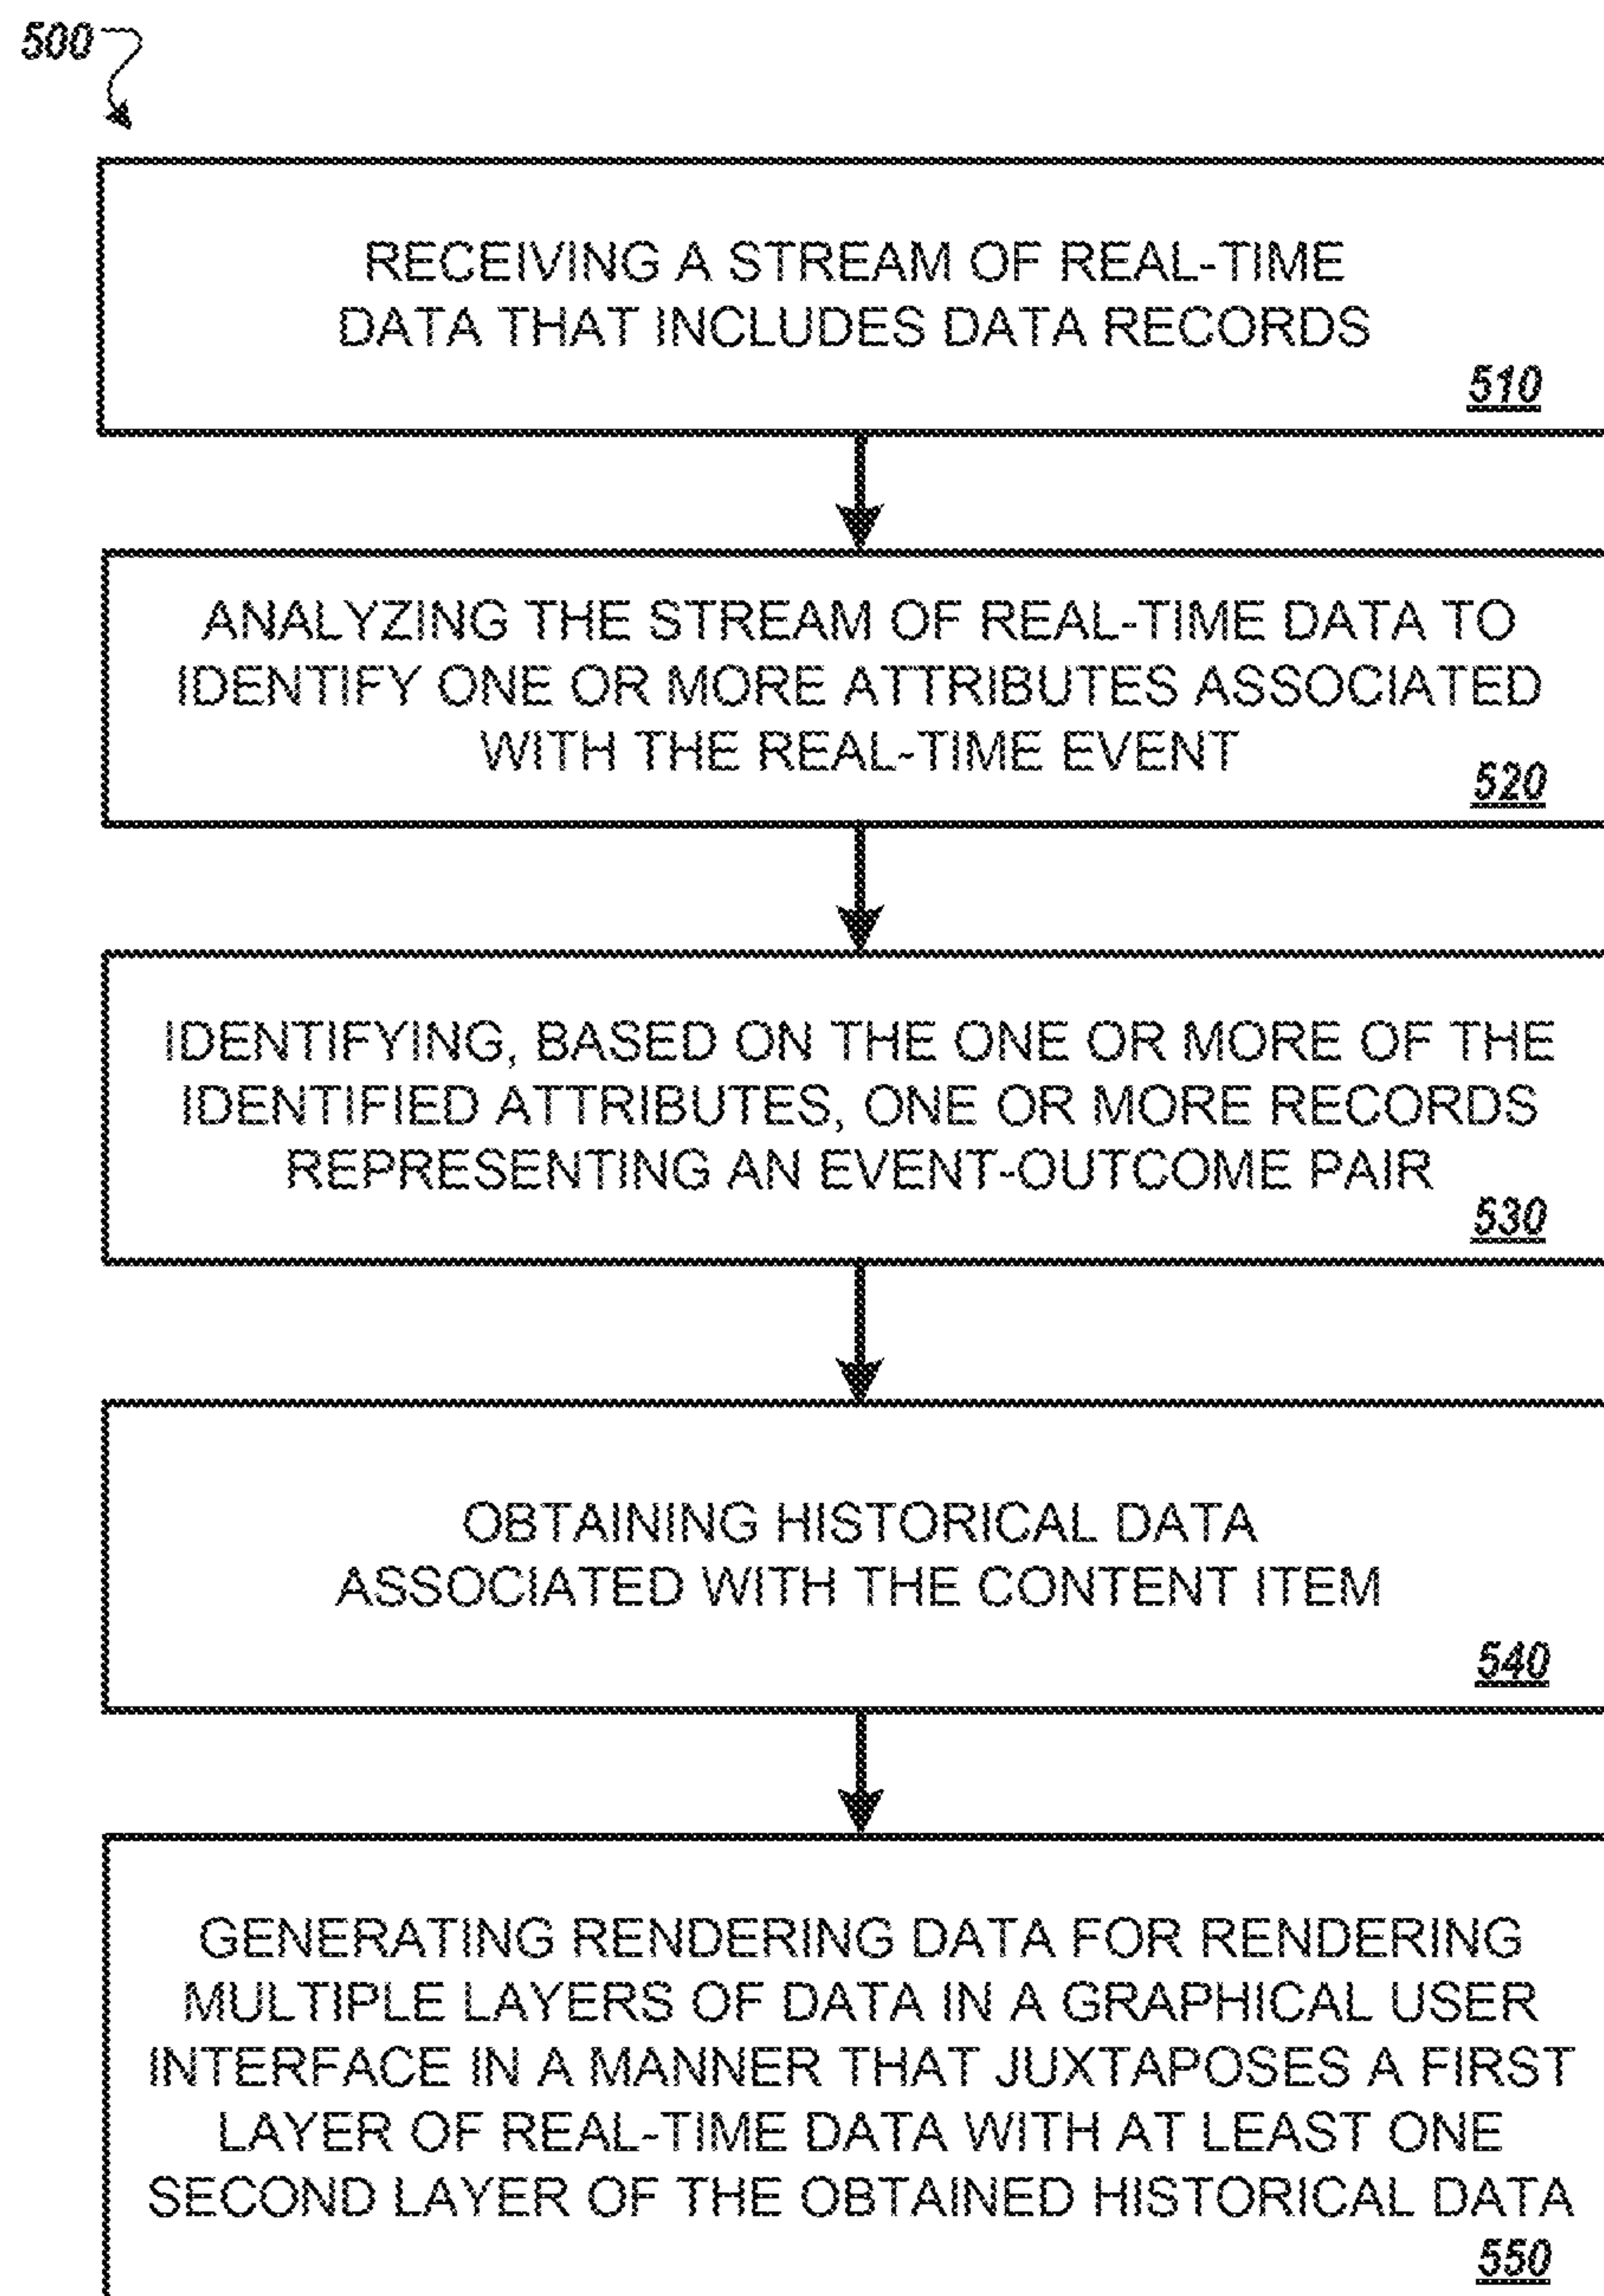 500
RECEIVING A STREAM OF REAL-TIME
DATA THAT INCLUDES DATA RECORDS
510
ANALYZING THE STREAM OF REAL-TIME DATA TO
IDENTIFY ONE OR MORE ATTRIBUTES ASSOCIATED
WITH THE REAL-TIME EVENT
520
IDENTIFYING, BASED ON THE ONE OR MORE OF THE
IDENTIFIED ATTRIBUTES, ONE OR MORE RECORDS
REPRESENTING AN EVENT-OUTCOME PAIR
530
OBTAINING HISTORICAL DATA
ASSOCIATED WITH THE CONTENT ITEM
540
GENERATING RENDERING DATA FOR RENDERING
MULTIPLE LAYERS OF DATA IN A GRAPHICAL USER
INTERFACE IN A MANNER THAT JUXTAPOSES A FIRST
LAYER OF REAL-TIME DATA WITH AT LEAST ONE
SECOND LAYER OF THE OBTAINED HISTORICAL DATA
550